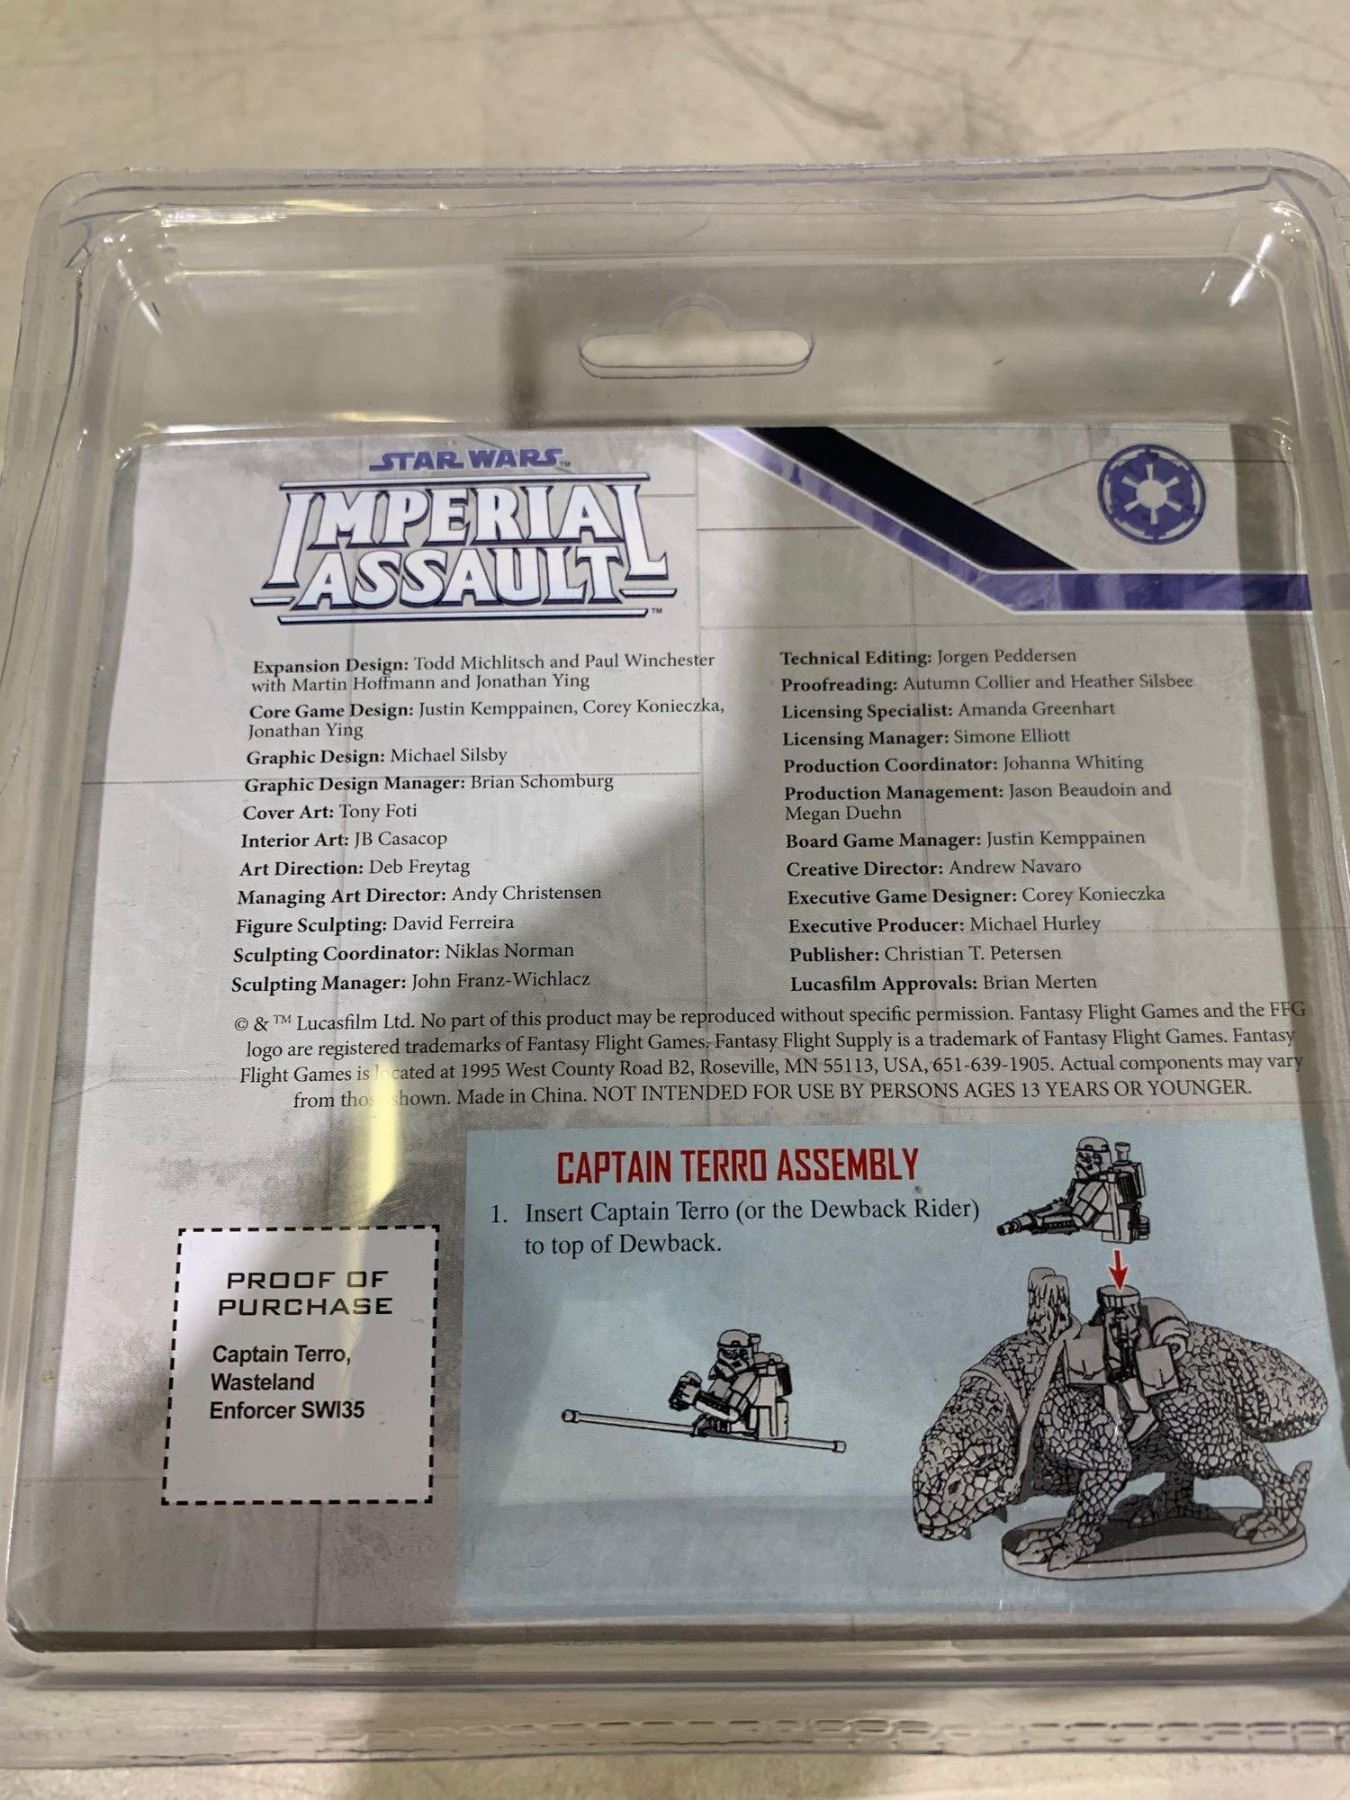 STAR WARS™
IMPERIAL
ASSAULT™
Expansion Design: Todd Michlitsch and Paul Winchester
with Martin Hoffmann and Jonathan Ying
Core Game Design: Justin Kemppainen, Corey Konieczka,
Jonathan Ying
Graphic Design: Michael Silsby
Graphic Design Manager: Brian Schomburg
Cover Art: Tony Foti
Interior Art: JB Casacop
Art Direction: Deb Freytag
Managing Art Director: Andy Christensen
Figure Sculpting: David Ferreira
Sculpting Coordinator: Niklas Norman
Sculpting Manager: John Franz-Wichlacz
Technical Editing: Jorgen Peddersen
Proofreading: Autumn Collier and Heather Silsbee
Licensing Specialist: Amanda Greenhart
Licensing Manager: Simone Elliott
Production Coordinator: Johanna Whiting
Production Management: Jason Beaudoin and
Megan Duehn
Board Game Manager: Justin Kemppainen
Creative Director: Andrew Navaro
Executive Game Designer: Corey Konieczka
Executive Producer: Michael Hurley
Publisher: Christian T. Petersen
Lucasfilm Approvals: Brian Merten
© & ™ Lucasfilm Ltd. No part of this product may be reproduced without specific permission. Fantasy Flight Games and the FFG
logo are registered trademarks of Fantasy Flight Games. Fantasy Flight Supply is a trademark of Fantasy Flight Games. Fantasy
Flight Games is located at 1995 West County Road B2, Roseville, MN 55113, USA, 651-639-1905. Actual components may vary
from those shown. Made in China. NOT INTENDED FOR USE BY PERSONS AGES 13 YEARS OR YOUNGER.
CAPTAIN TERRO ASSEMBLY
1. Insert Captain Terro (or the Dewback Rider)
to top of Dewback.
PROOF OF
PURCHASE
Captain Terro,
Wasteland
Enforcer SWI35